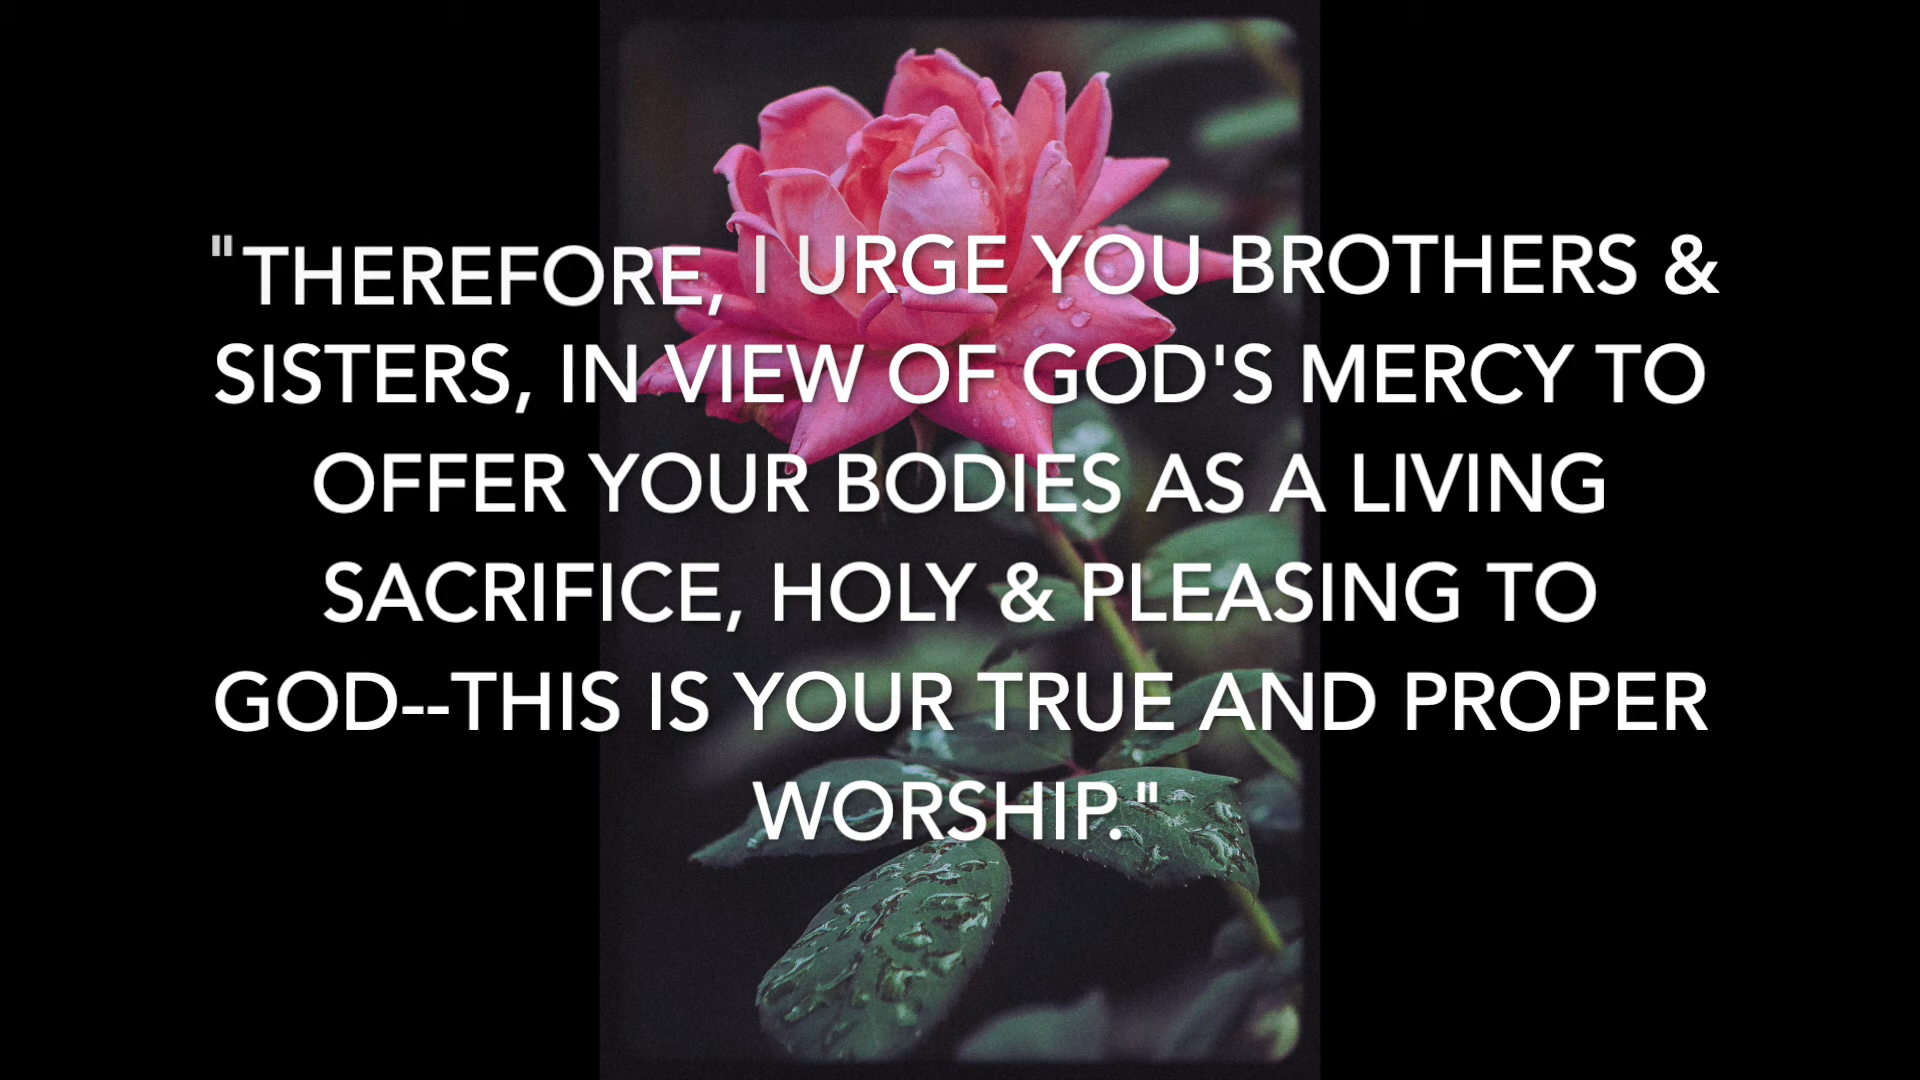 "THEREFORE, I URGE YOU BROTHERS &
SISTERS, IN VIEW OF GOD'S MERCY TO
OFFER YOUR BODIES AS A LIVING
SACRIFICE, HOLY & PLEASING TO
GOD--THIS IS YOUR TRUE AND PROPER
WORSHIP."